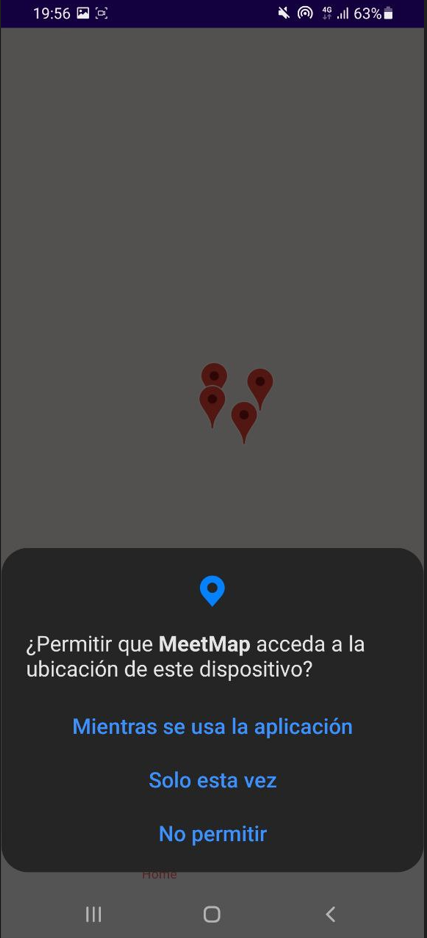 19:56 4G 63%
¿Permitir que MeetMap acceda a la
ubicación de este dispositivo?
Mientras se usa la aplicación
Solo esta vez
No permitir
Home